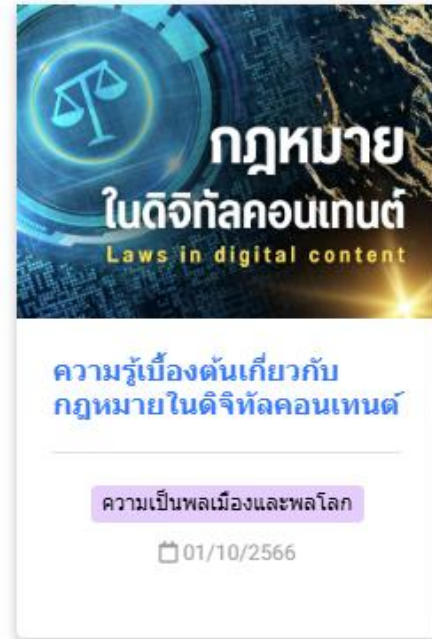 กฎหมาย
ในดิจิทัลคอนเทนต์
Laws in digital content
ความรู้เบื้องต้นเกี่ยวกับ
กฎหมายในดิจิทัลคอนเทนต์
ความเป็นพลเมืองและพลโลก
01/10/2566